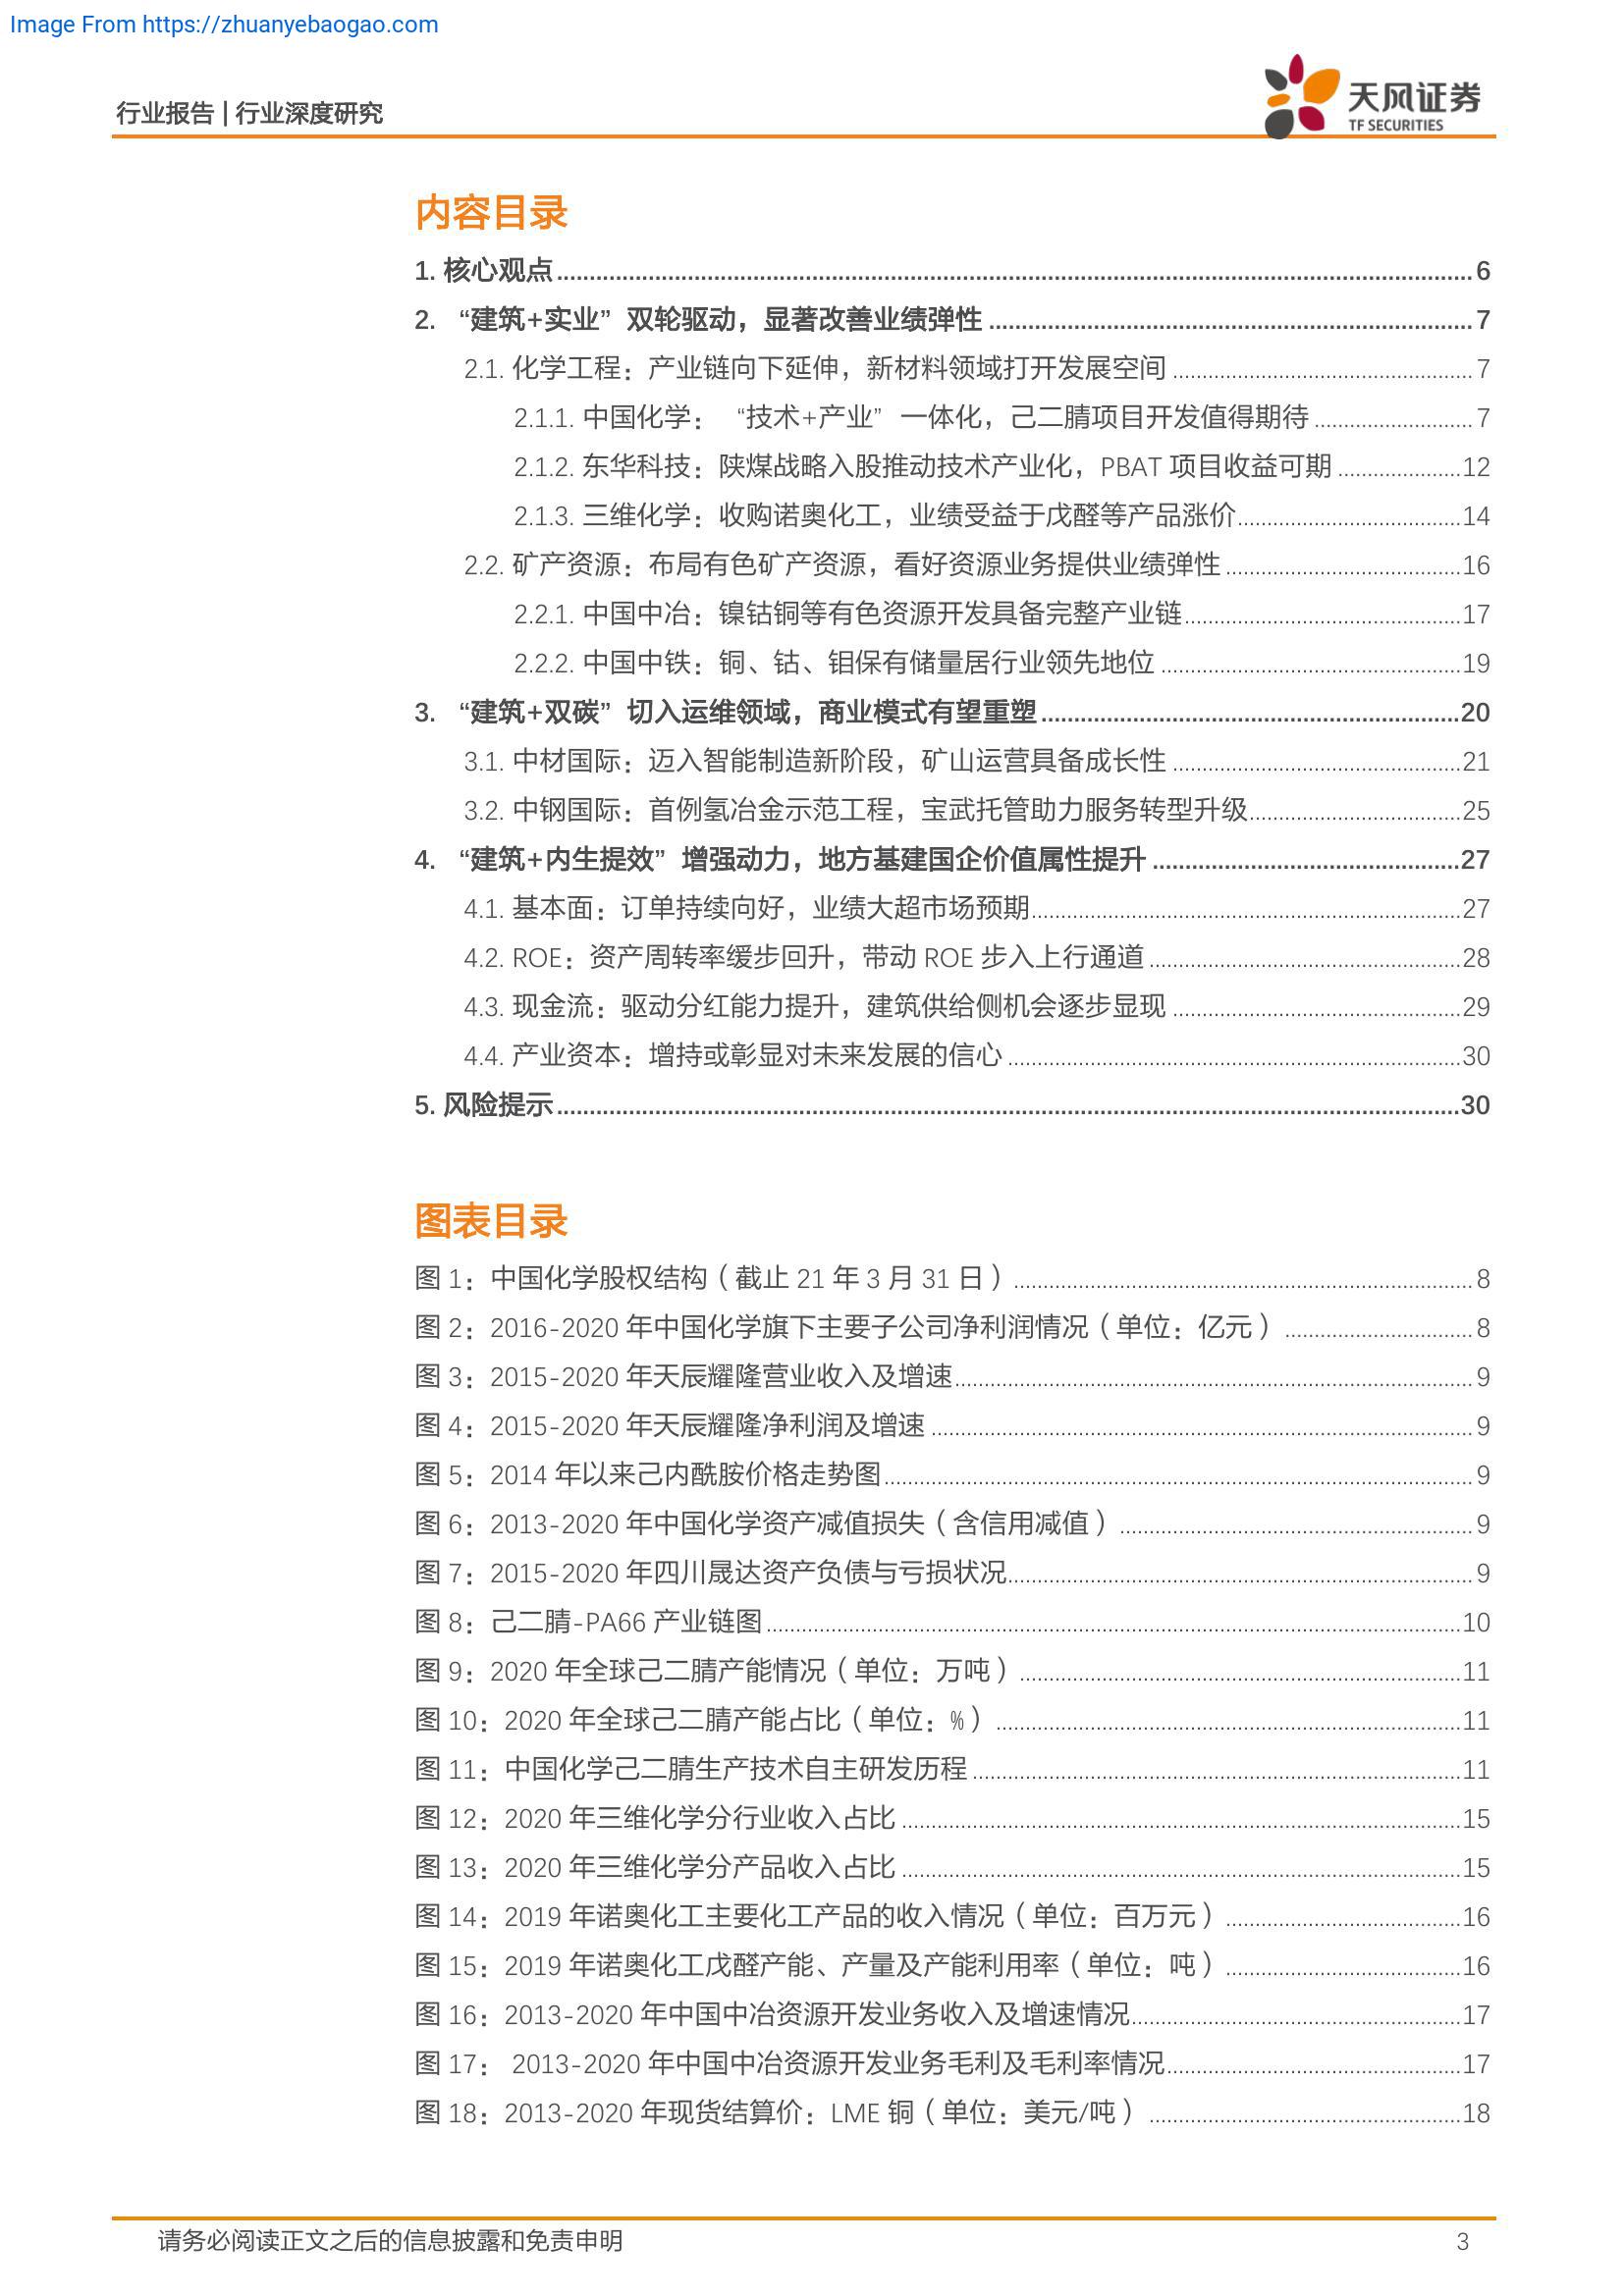 Image From https://zhuanyebaogao.com
行业报告 | 行业深度研究
天风证券
TF SECURITIES
内容目录
1. 核心观点 6
2. “建筑+实业”双轮驱动，显著改善业绩弹性 7
2.1. 化学工程：产业链向下延伸，新材料领域打开发展空间 7
2.1.1. 中国化学：“技术+产业”一体化，己二腈项目开发值得期待 7
2.1.2. 东华科技：陕煤战略入股推动技术产业化，PBAT 项目收益可期 12
2.1.3. 三维化学：收购诺奥化工，业绩受益于戊醛等产品涨价 14
2.2. 矿产资源：布局有色矿产资源，看好资源业务提供业绩弹性 16
2.2.1. 中国中冶：镍钴铜等有色资源开发具备完整产业链 17
2.2.2. 中国中铁：铜、钴、钼保有储量居行业领先地位 19
3. “建筑+双碳”切入运维领域，商业模式有望重塑 20
3.1. 中材国际：迈入智能制造新阶段，矿山运营具备成长性 21
3.2. 中钢国际：首例氢冶金示范工程，宝武托管助力服务转型升级 25
4. “建筑+内生提效”增强动力，地方基建国企价值属性提升 27
4.1. 基本面：订单持续向好，业绩大超市场预期 27
4.2. ROE：资产周转率缓步回升，带动 ROE 步入上行通道 28
4.3. 现金流：驱动分红能力提升，建筑供给侧机会逐步显现 29
4.4. 产业资本：增持或彰显对未来发展的信心 30
5. 风险提示 30
图表目录
图 1：中国化学股权结构（截止 21 年 3 月 31 日） 8
图 2：2016-2020 年中国化学旗下主要子公司净利润情况（单位：亿元） 8
图 3：2015-2020 年天辰耀隆营业收入及增速 9
图 4：2015-2020 年天辰耀隆净利润及增速 9
图 5：2014 年以来己内酰胺价格走势图 9
图 6：2013-2020 年中国化学资产减值损失（含信用减值） 9
图 7：2015-2020 年四川晟达资产负债与亏损状况 9
图 8：己二腈-PA66 产业链图 10
图 9：2020 年全球己二腈产能情况（单位：万吨） 11
图 10：2020 年全球己二腈产能占比（单位：%） 11
图 11：中国化学己二腈生产技术自主研发历程 11
图 12：2020 年三维化学分行业收入占比 15
图 13：2020 年三维化学分产品收入占比 15
图 14：2019 年诺奥化工主要化工产品的收入情况（单位：百万元） 16
图 15：2019 年诺奥化工戊醛产能、产量及产能利用率（单位：吨） 16
图 16：2013-2020 年中国中冶资源开发业务收入及增速情况 17
图 17： 2013-2020 年中国中冶资源开发业务毛利及毛利率情况 17
图 18：2013-2020 年现货结算价：LME 铜（单位：美元/吨） 18
请务必阅读正文之后的信息披露和免责申明 3